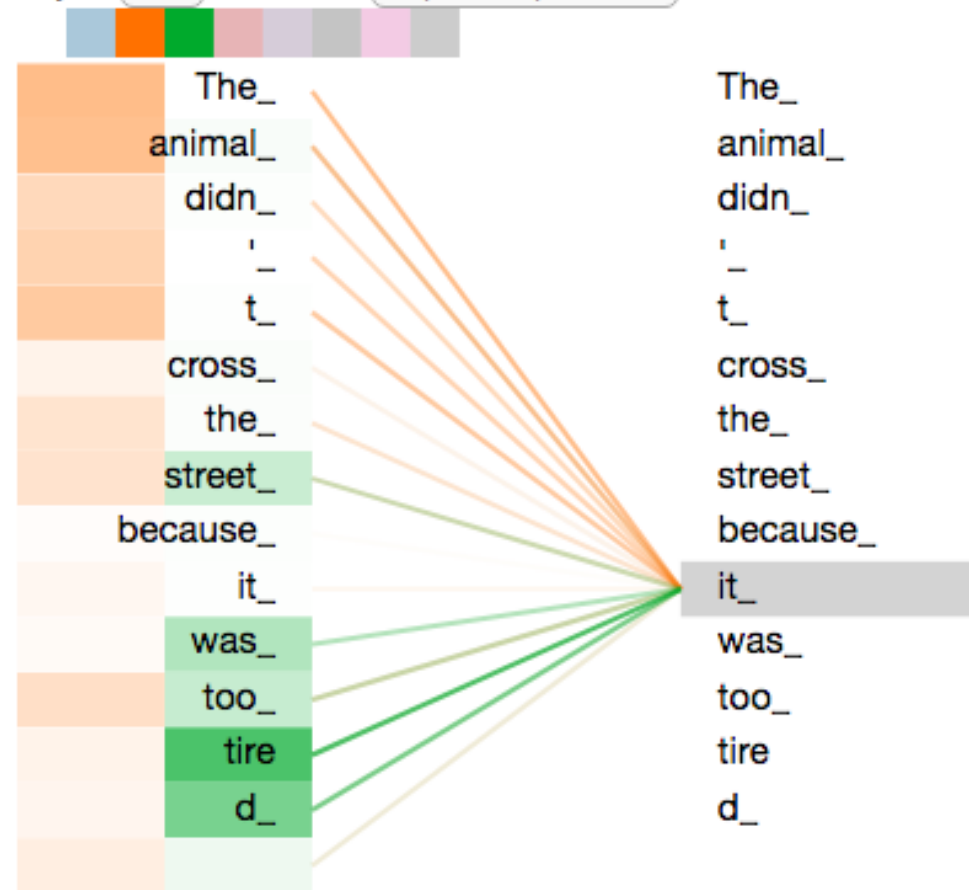 The_ The_
animal_ animal_
didn_ didn_
'_ '_
t_ t_
cross_ cross_
the_ the_
street_ street_
because_ because_
it_ it_
was_ was_
too_ too_
tire tire
d_ d_